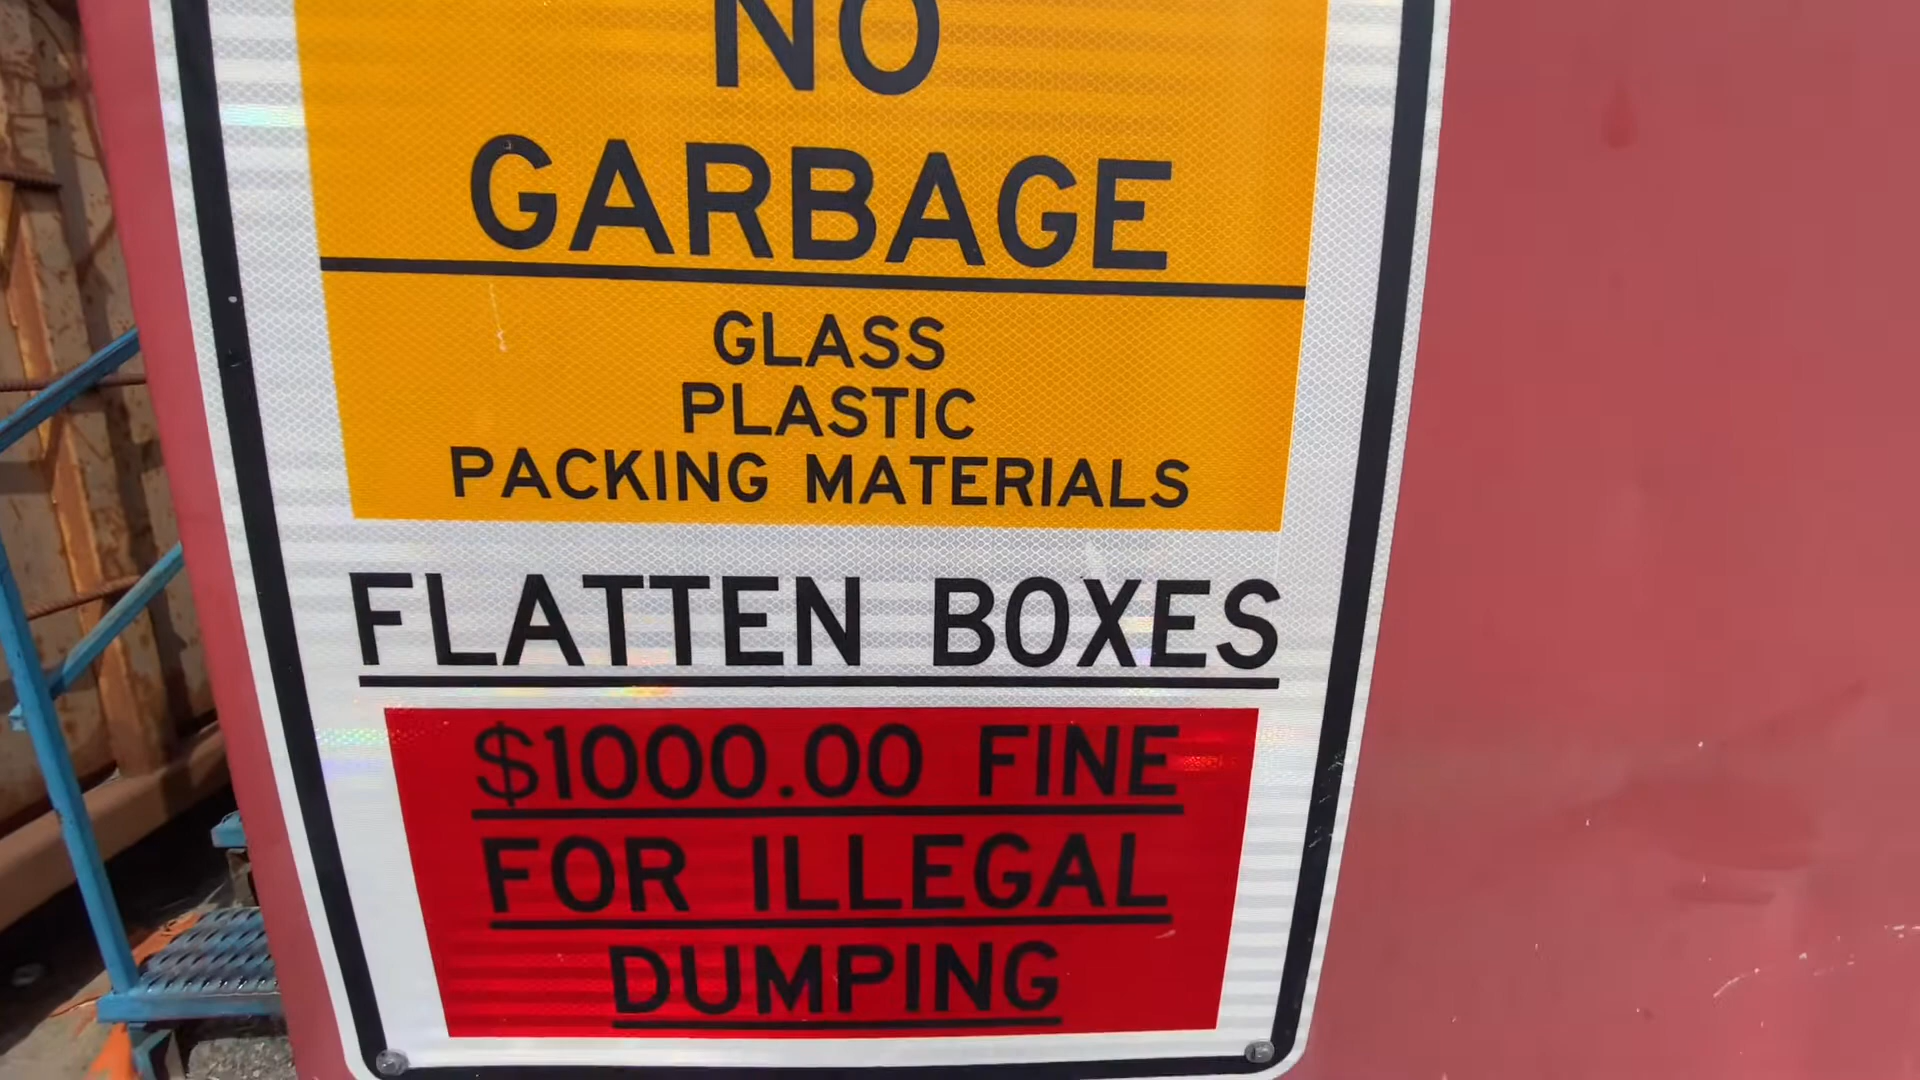 NO
GARBAGE
GLASS
PLASTIC
PACKING MATERIALS
FLATTEN BOXES
$1000.00 FINE
FOR ILLEGAL
DUMPING